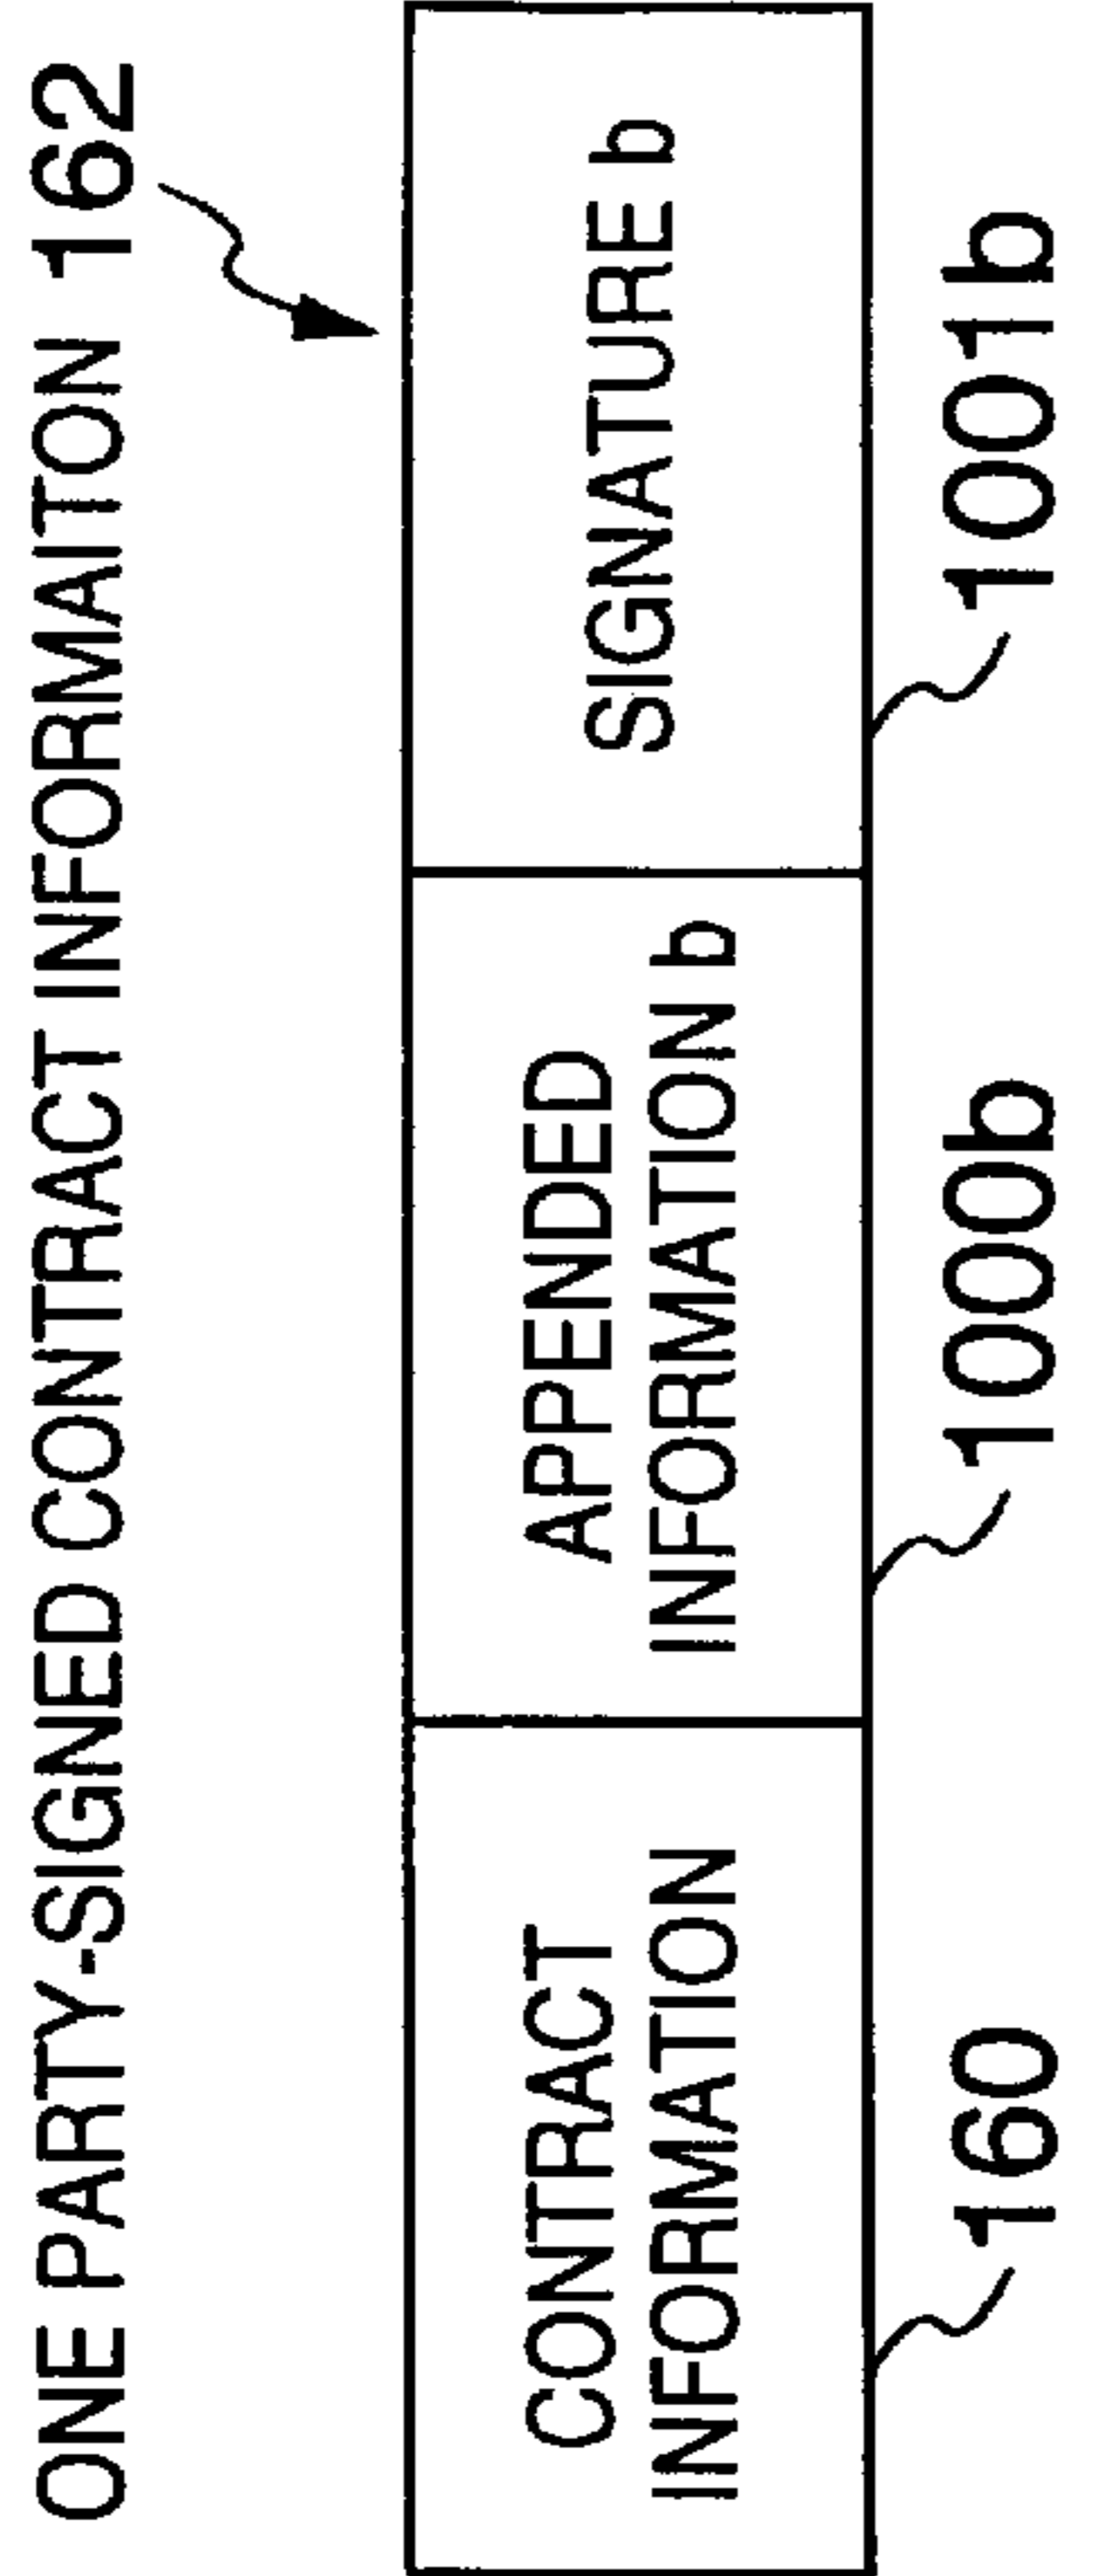 ONE PARTY-SIGNED CONTRACT INFORMAITON 162
CONTRACT
INFORMATION
APPENDED
INFORMATION b
SIGNATURE b
160
1000b
1001b